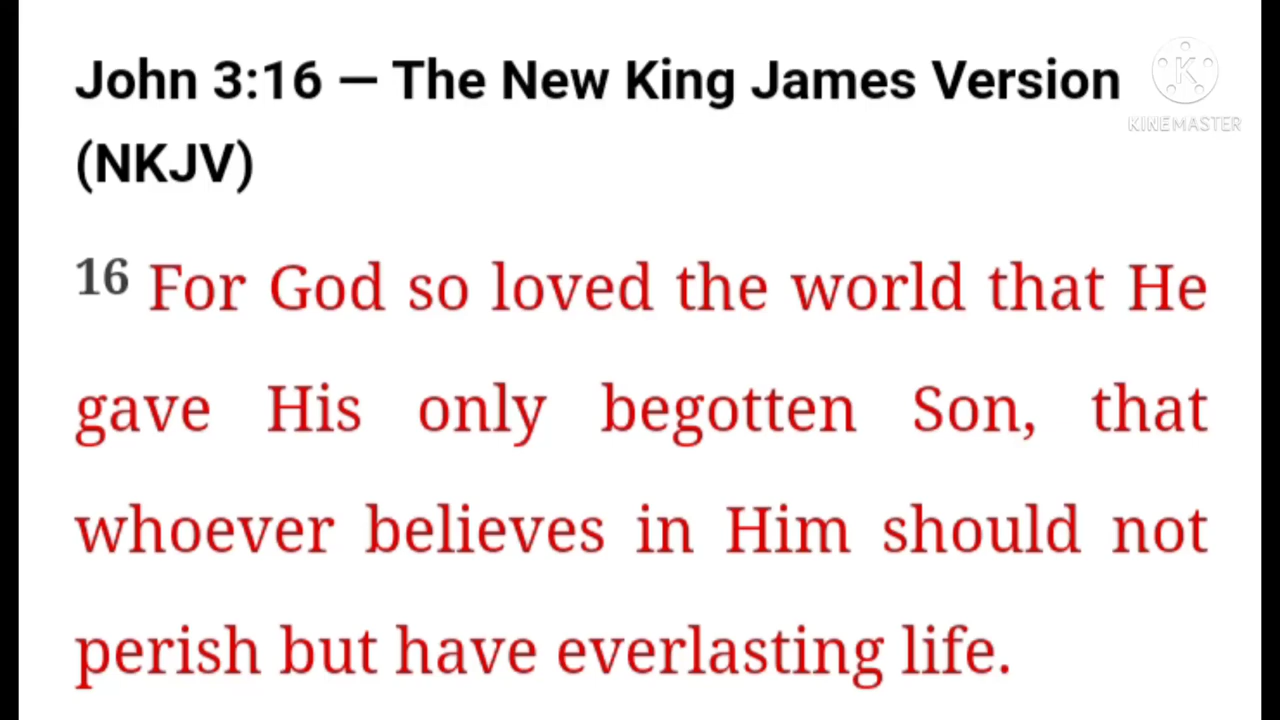 John 3:16 — The New King James Version
(NKJV)
K
KINEMASTER
16 For God so loved the world that He
gave His only begotten Son, that
whoever believes in Him should not
perish but have everlasting life.